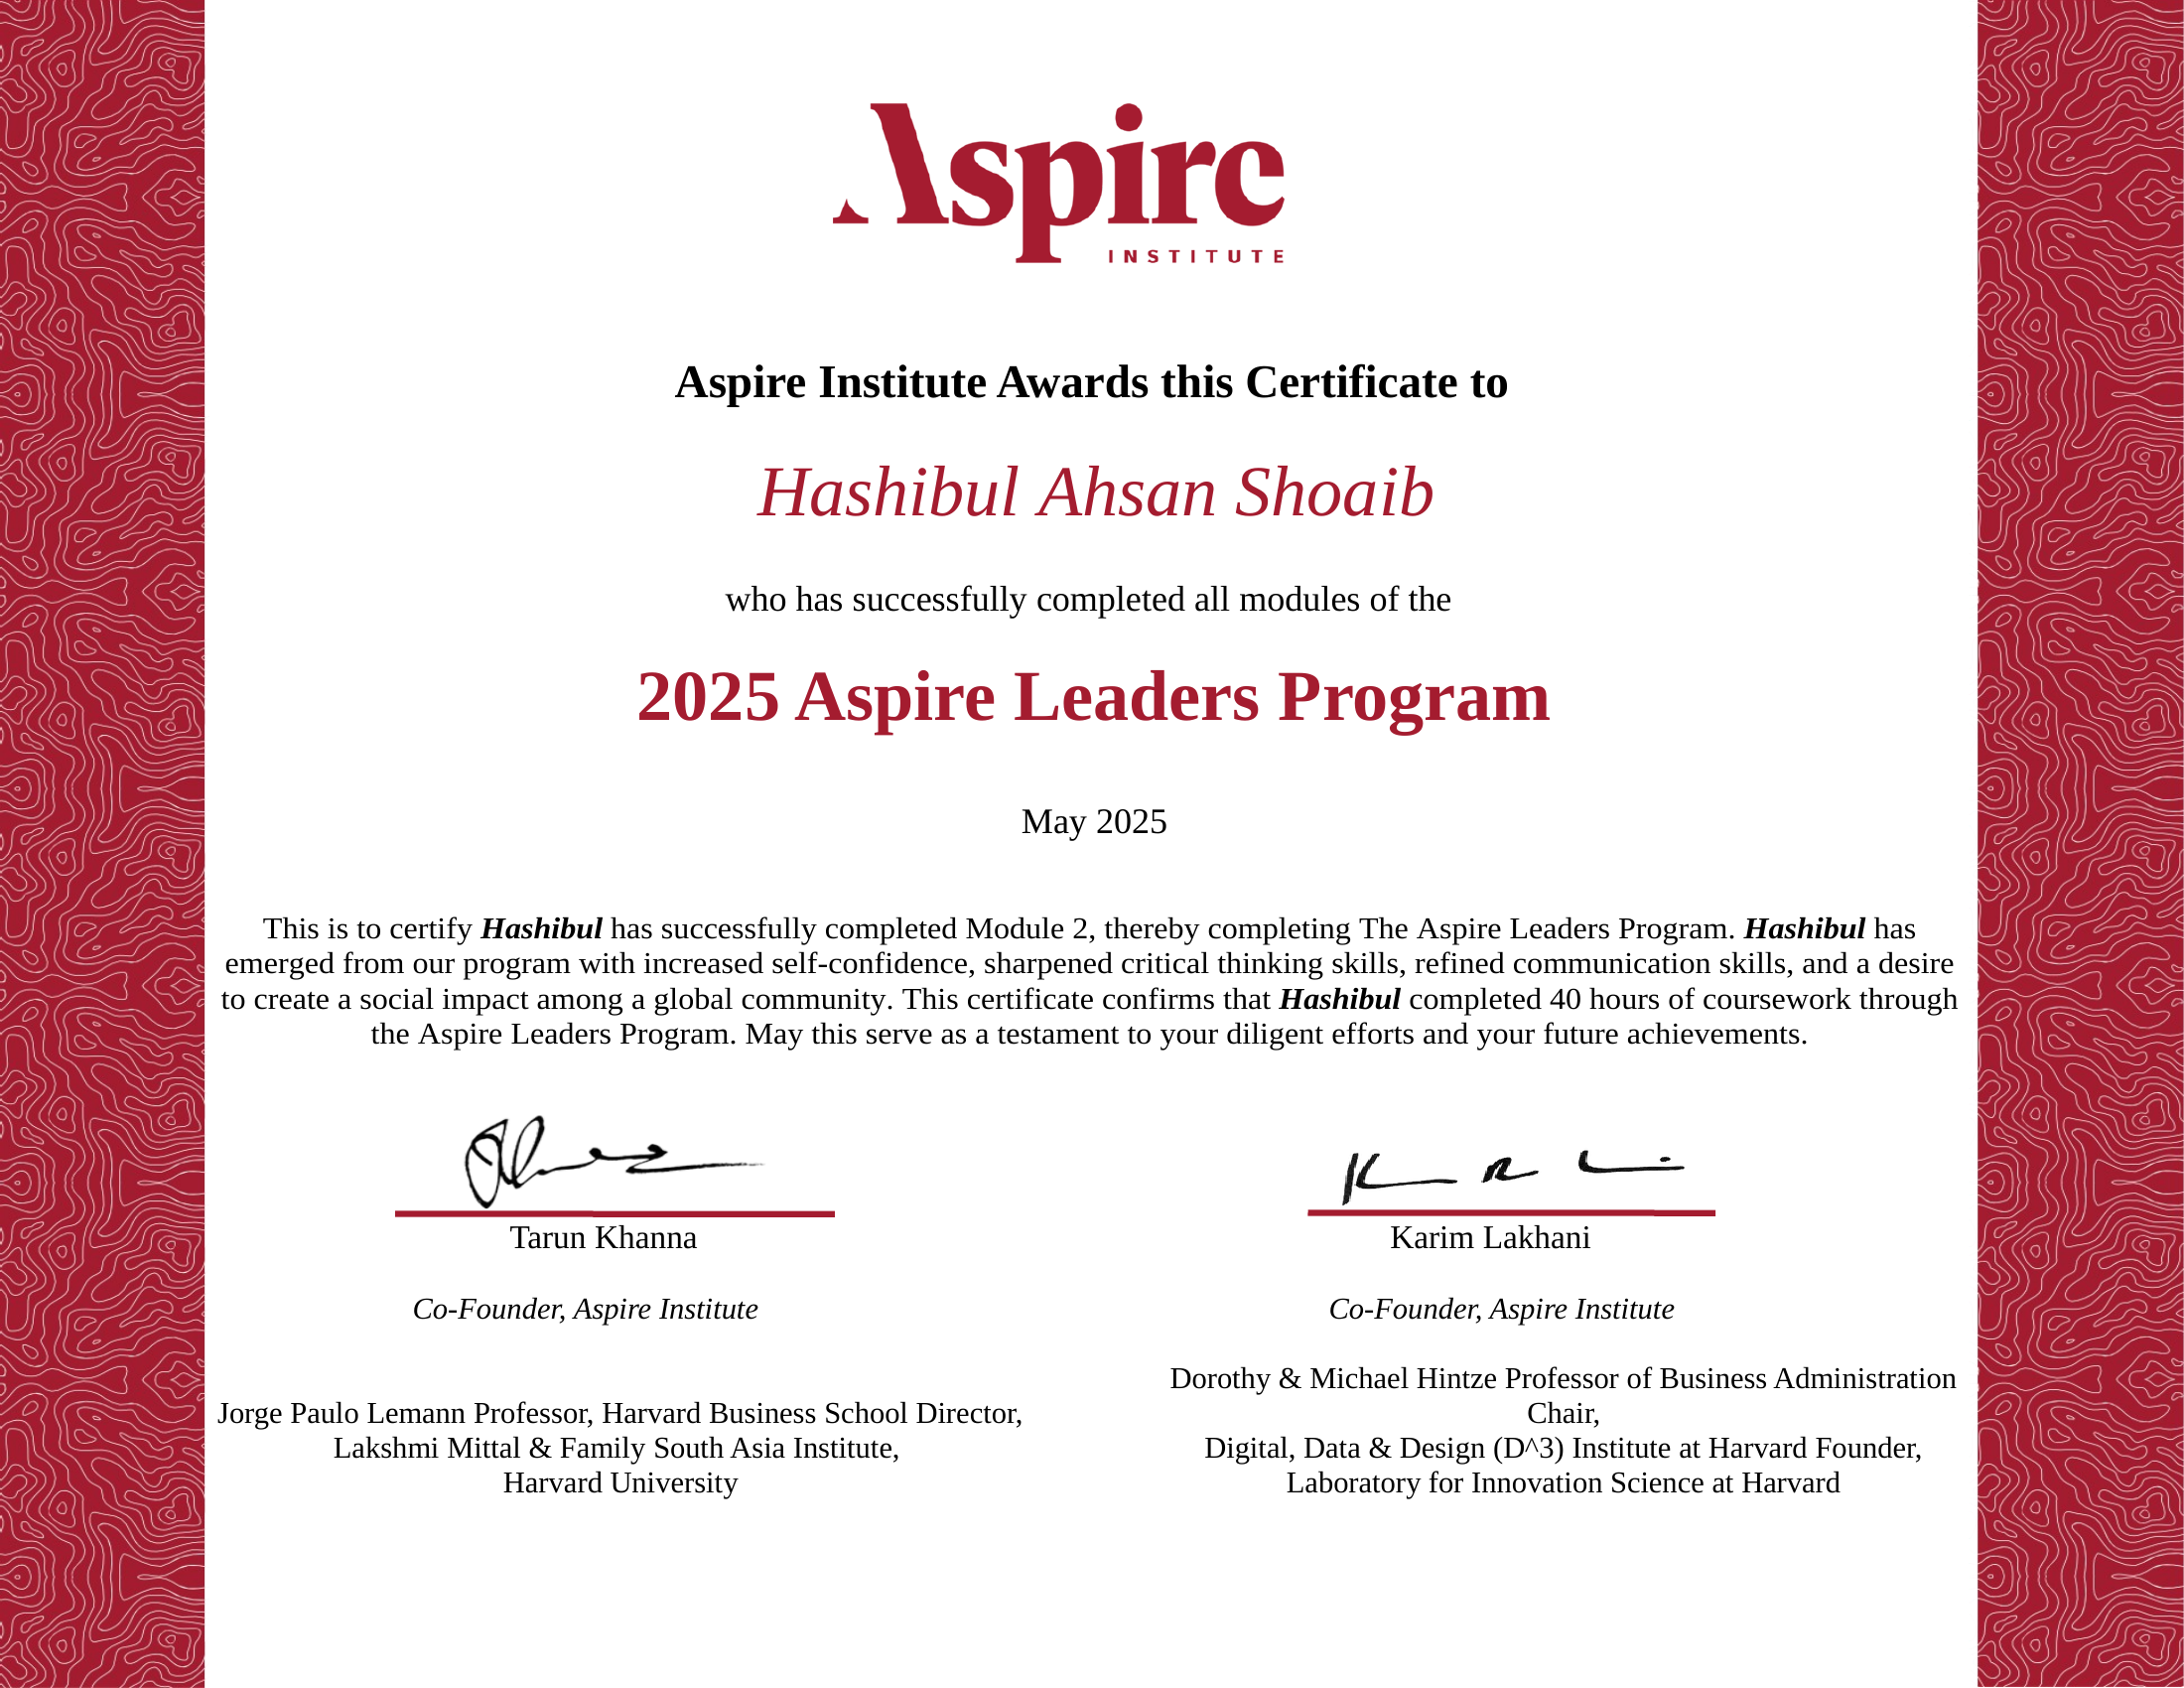 Aspire
INSTITUTE
Aspire Institute Awards this Certificate to
Hashibul Ahsan Shoaib
who has successfully completed all modules of the
2025 Aspire Leaders Program
May 2025
This is to certify Hashibul has successfully completed Module 2, thereby completing The Aspire Leaders Program. Hashibul has
emerged from our program with increased self-confidence, sharpened critical thinking skills, refined communication skills, and a desire
to create a social impact among a global community. This certificate confirms that Hashibul completed 40 hours of coursework through
the Aspire Leaders Program. May this serve as a testament to your diligent efforts and your future achievements.
Tarun Khanna
Co-Founder, Aspire Institute
Jorge Paulo Lemann Professor, Harvard Business School Director,
Lakshmi Mittal & Family South Asia Institute,
Harvard University
Karim Lakhani
Co-Founder, Aspire Institute
Dorothy & Michael Hintze Professor of Business Administration
Chair,
Digital, Data & Design (D^3) Institute at Harvard Founder,
Laboratory for Innovation Science at Harvard